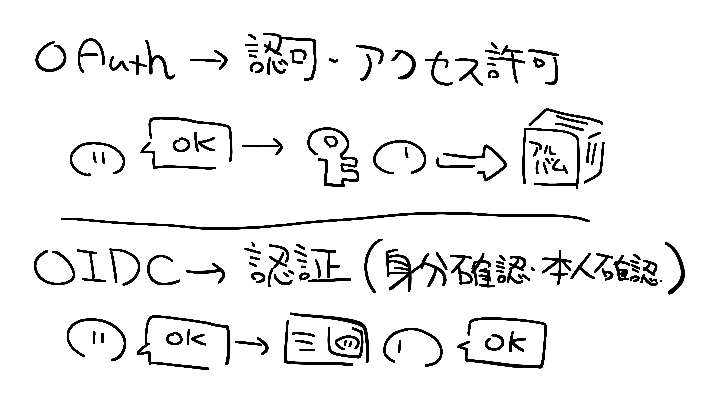 OAuth → 認可・アクセス許可
OK →
アルバム
OIDC → 認証 (身分確認・本人確認)
OK → OK